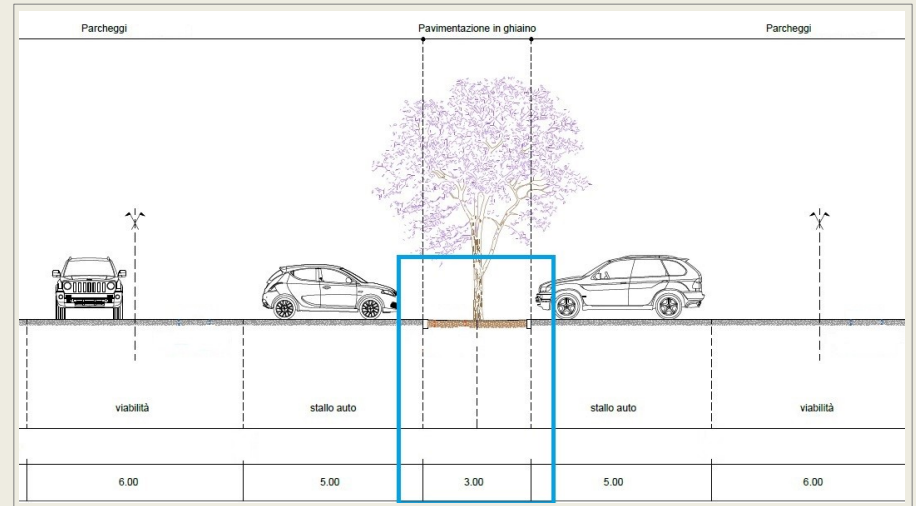 Parcheggi
Pavimentazione in ghiaino
Parcheggi
viabilità
stallo auto
stallo auto
viabilità
6.00
5.00
3.00
5.00
6.00